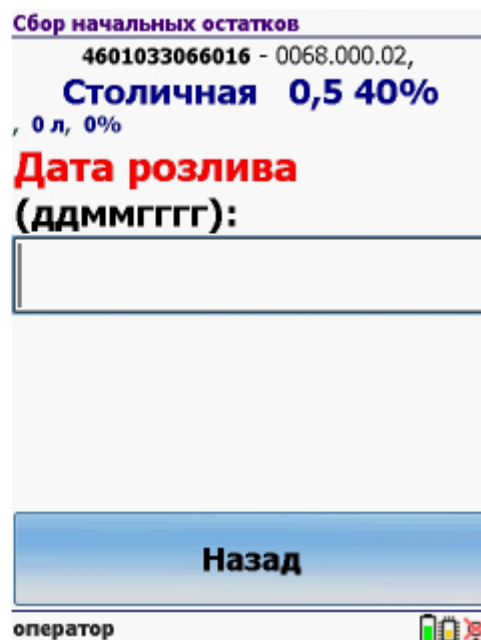 Сбор начальных остатков
4601033066016 - 0068.000.02,
Столичная 0,5 40%
, 0 л, 0%
Дата розлива
(ддммгггг):
Назад
оператор